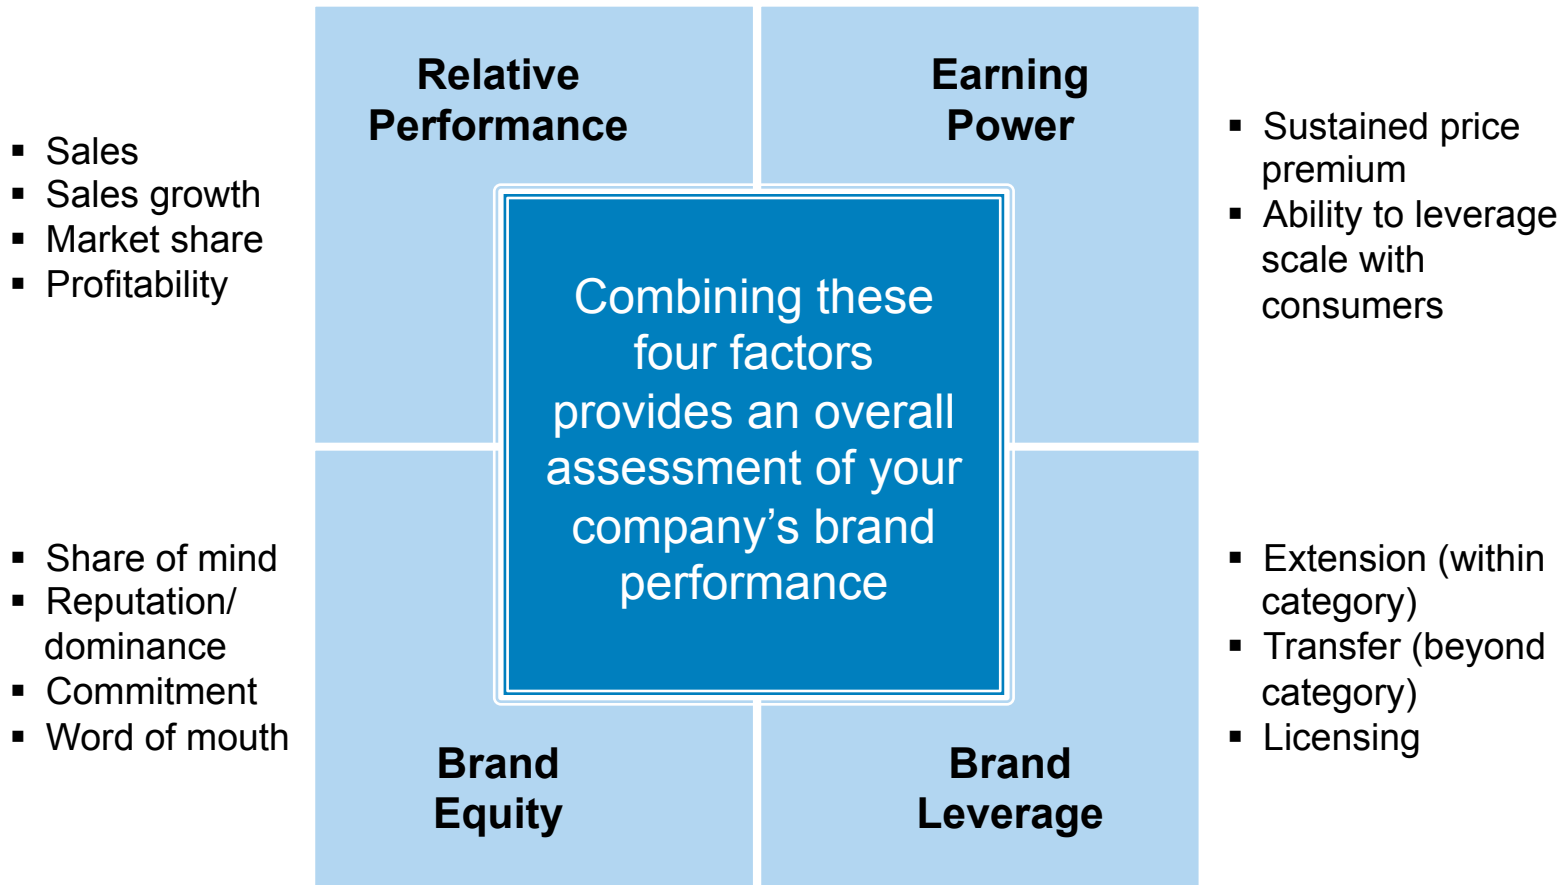 Relative
Performance
▪ Sales
▪ Sales growth
▪ Market share
▪ Profitability
Earning
Power
▪ Sustained price
premium
▪ Ability to leverage
scale with
consumers
Combining these
four factors
provides an overall
assessment of your
company’s brand
performance
▪ Share of mind
▪ Reputation/
dominance
▪ Commitment
▪ Word of mouth
Brand
Equity
▪ Extension (within
category)
▪ Transfer (beyond
category)
▪ Licensing
Brand
Leverage